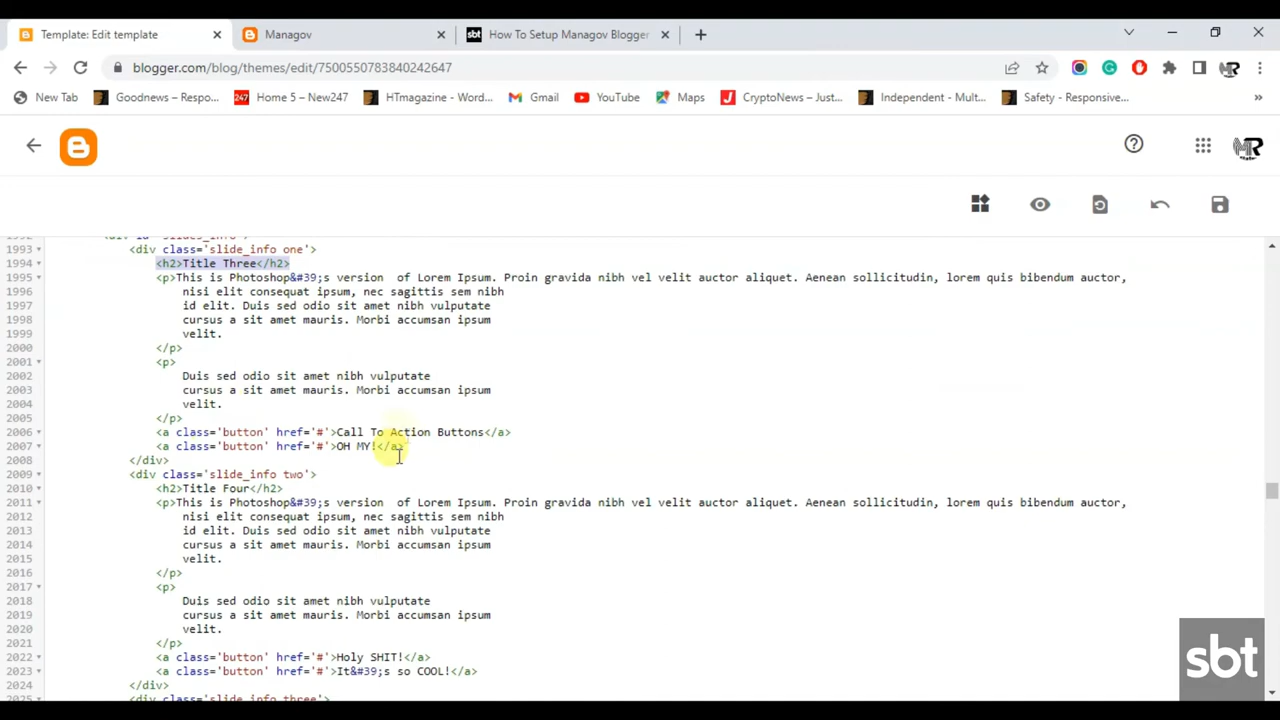 Template: Edit template
Managov
sbt How To Setup Managov Blogger
blogger.com/blog/themes/edit/7500550783840242647
New Tab
Goodnews – Respo...
247 Home 5 – New247
HTmagazine - Word...
Gmail
YouTube
Maps
CryptoNews – Just...
Independent - Mult...
Safety - Responsive...
MR
1993 <div class='slide_info one'>
1994 <h2>Title Three</h2>
1995 <p>This is Photoshop&#39;s version  of Lorem Ipsum. Proin gravida nibh vel velit auctor aliquet. Aenean sollicitudin, lorem quis bibendum auctor,
1996 nisi elit consequat ipsum, nec sagittis sem nibh
1997 id elit. Duis sed odio sit amet nibh vulputate
1998 cursus a sit amet mauris. Morbi accumsan ipsum
1999 velit.
2000 </p>
2001 <p>
2002 Duis sed odio sit amet nibh vulputate
2003 cursus a sit amet mauris. Morbi accumsan ipsum
2004 velit.
2005 </p>
2006 <a class='button' href='#'>Call To Action Buttons</a>
2007 <a class='button' href='#'>OH MY!</a>
2008 </div>
2009 <div class='slide_info two'>
2010 <h2>Title Four</h2>
2011 <p>This is Photoshop&#39;s version  of Lorem Ipsum. Proin gravida nibh vel velit auctor aliquet. Aenean sollicitudin, lorem quis bibendum auctor,
2012 nisi elit consequat ipsum, nec sagittis sem nibh
2013 id elit. Duis sed odio sit amet nibh vulputate
2014 cursus a sit amet mauris. Morbi accumsan ipsum
2015 velit.
2016 </p>
2017 <p>
2018 Duis sed odio sit amet nibh vulputate
2019 cursus a sit amet mauris. Morbi accumsan ipsum
2020 velit.
2021 </p>
2022 <a class='button' href='#'>Holy SHIT!</a>
2023 <a class='button' href='#'>It&#39;s so COOL!</a>
2024 </div>
2025 <div class='slide_info three'>
sbt